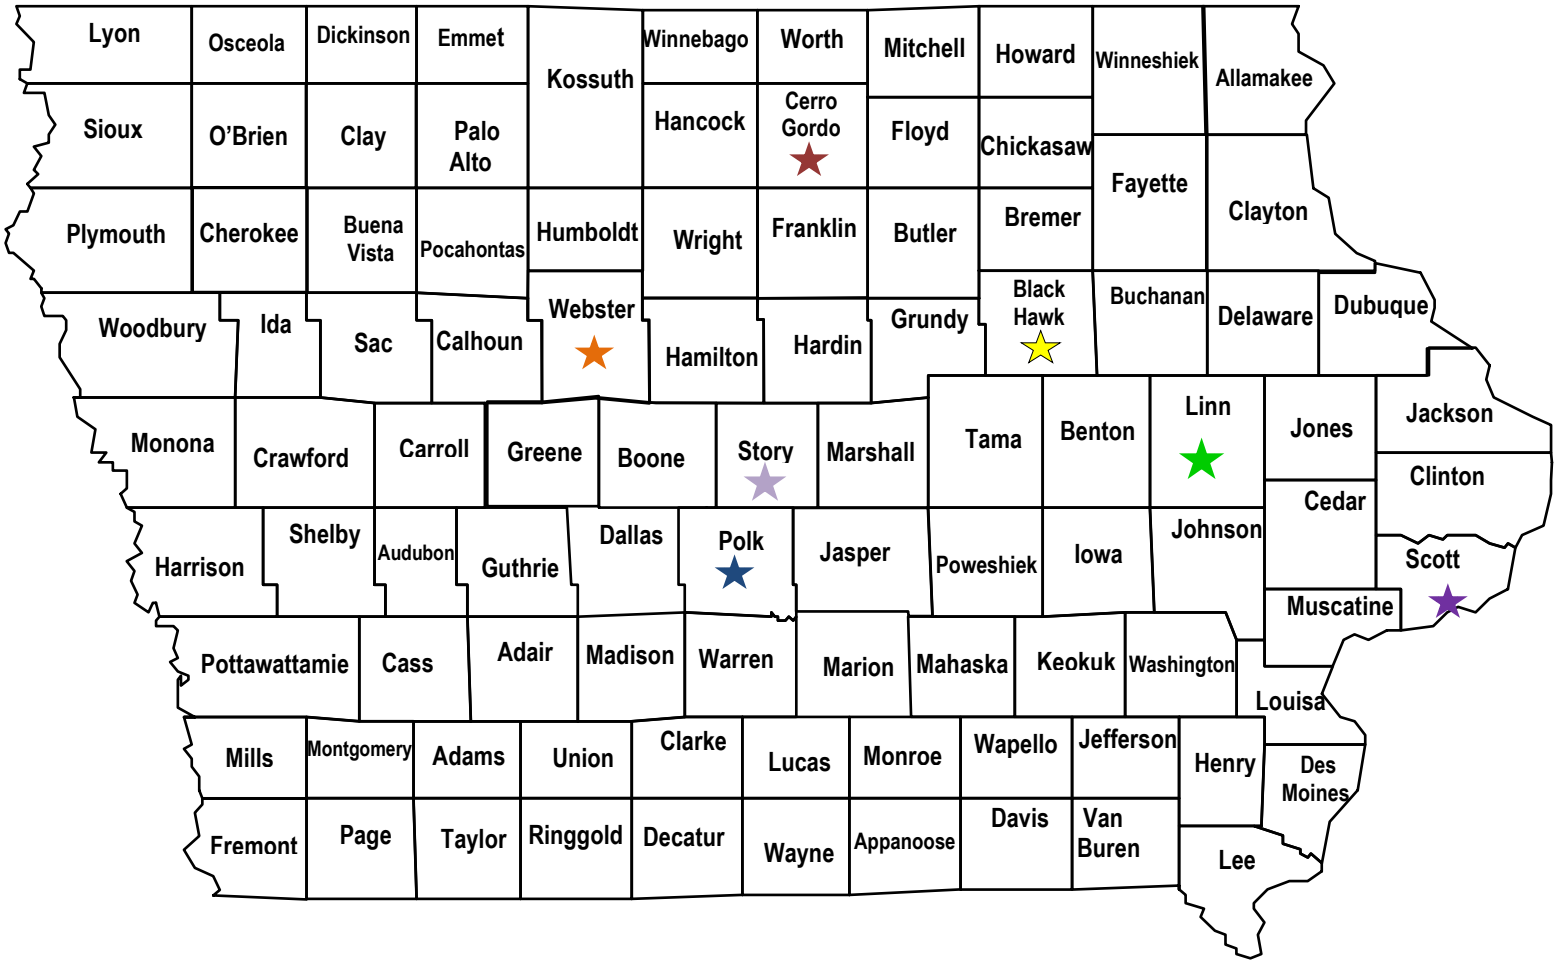 Lyon
Osceola
Dickinson
Emmet
Kossuth
Winnebago
Worth
Mitchell
Howard
Winneshiek
Allamakee
Sioux
O'Brien
Clay
Palo
Alto
Hancock
Cerro
Gordo
Floyd
Chickasaw
Fayette
Clayton
Plymouth
Cherokee
Buena
Vista
Pocahontas
Humboldt
Wright
Franklin
Butler
Bremer
Woodbury
Ida
Sac
Calhoun
Webster
Hamilton
Hardin
Grundy
Black
Hawk
Buchanan
Delaware
Dubuque
Monona
Crawford
Carroll
Greene
Boone
Story
Marshall
Tama
Benton
Linn
Jones
Jackson
Clinton
Cedar
Harrison
Shelby
Audubon
Guthrie
Dallas
Polk
Jasper
Poweshiek
Iowa
Johnson
Scott
Muscatine
Pottawattamie
Cass
Adair
Madison
Warren
Marion
Mahaska
Keokuk
Washington
Louisa
Mills
Montgomery
Adams
Union
Clarke
Lucas
Monroe
Wapello
Jefferson
Henry
Des
Moines
Fremont
Page
Taylor
Ringgold
Decatur
Wayne
Appanoose
Davis
Van
Buren
Lee